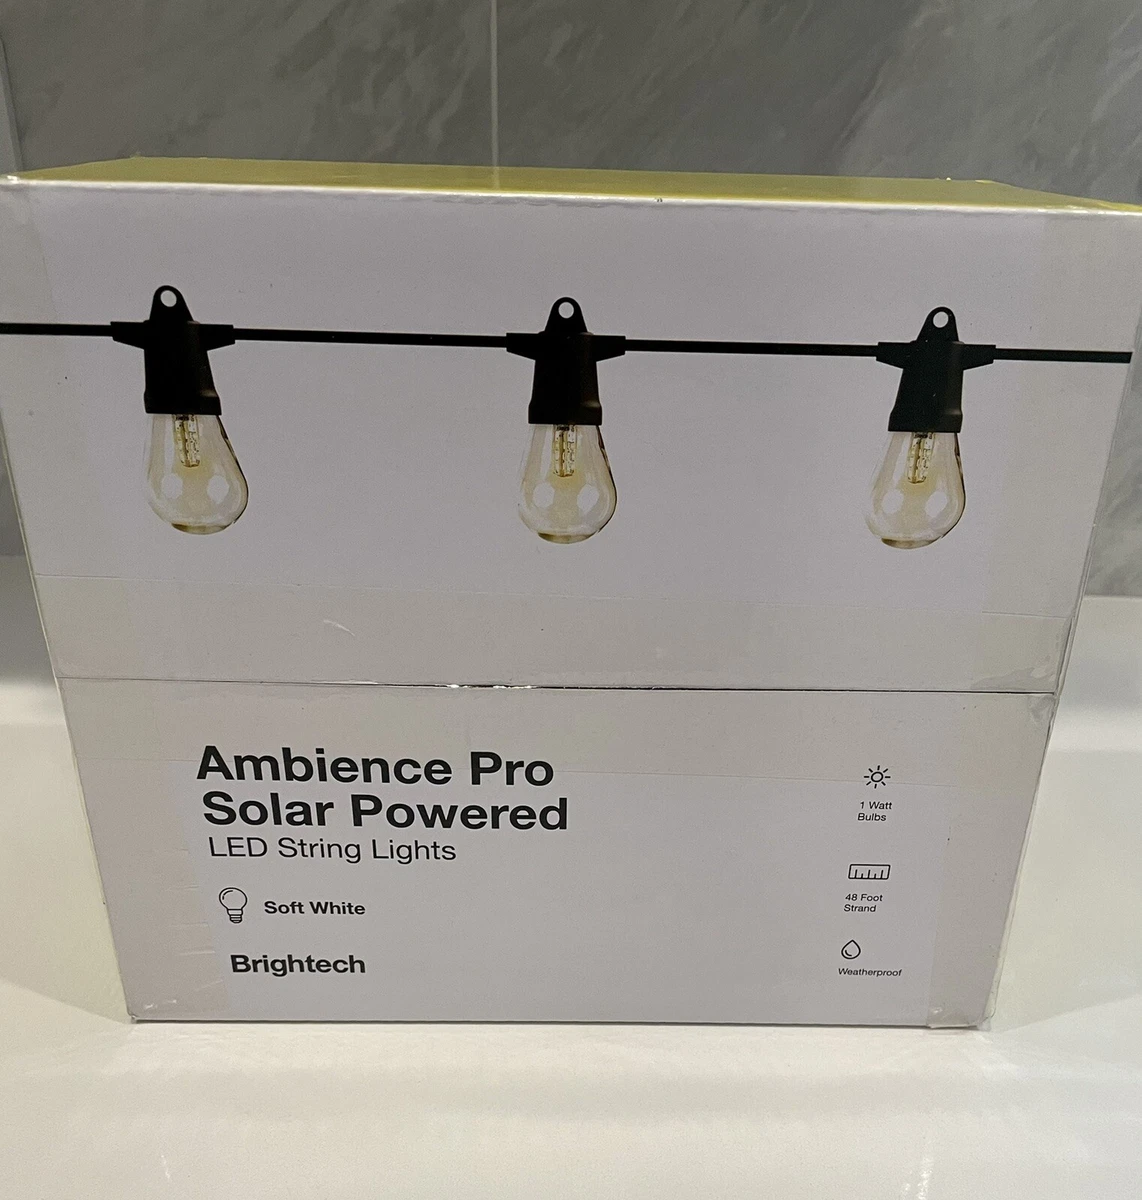 Ambience Pro
Solar Powered
LED String Lights
Soft White
Brightech
1 Watt
Bulbs
48 Foot
Strand
Weatherproof